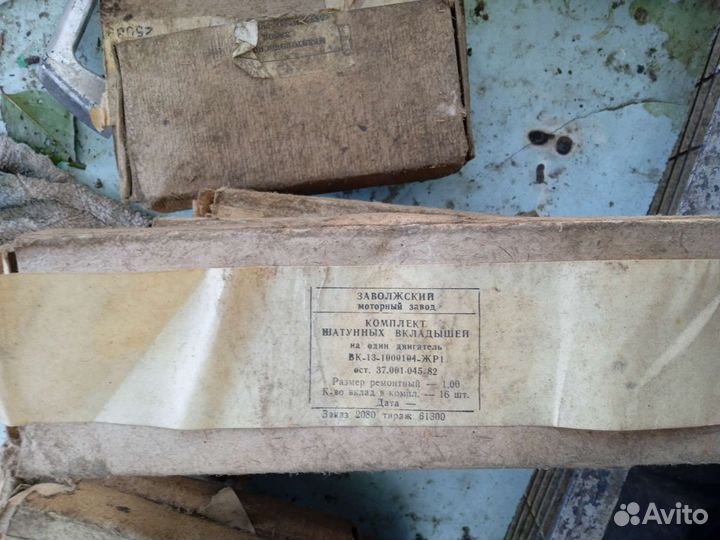 ЗАВОЛЖСКИЙ
моторный завод
КОМПЛЕКТ
ШАТУННЫХ ВКЛАДЫШЕЙ
на один двигатель
ВК-13-1000104-ЖР1
ост. 37.001.045-82
Размер ремонтный — 1,00
К-во вклад в компл. — 16 шт.
Дата —
Заказ 2080 тираж 61300
Avito